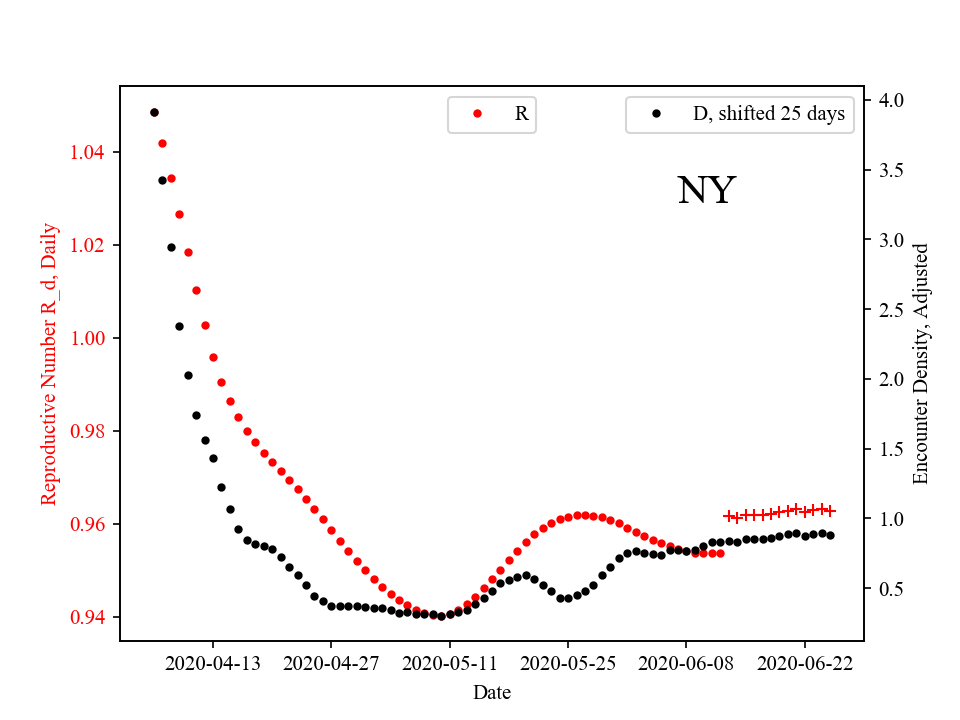 R
D, shifted 25 days
NY
1.04
1.02
1.00
0.98
0.96
0.94
Reproductive Number R_d, Daily
4.0
3.5
3.0
2.5
2.0
1.5
1.0
0.5
Encounter Density, Adjusted
2020-04-13 2020-04-27 2020-05-11 2020-05-25 2020-06-08 2020-06-22
Date